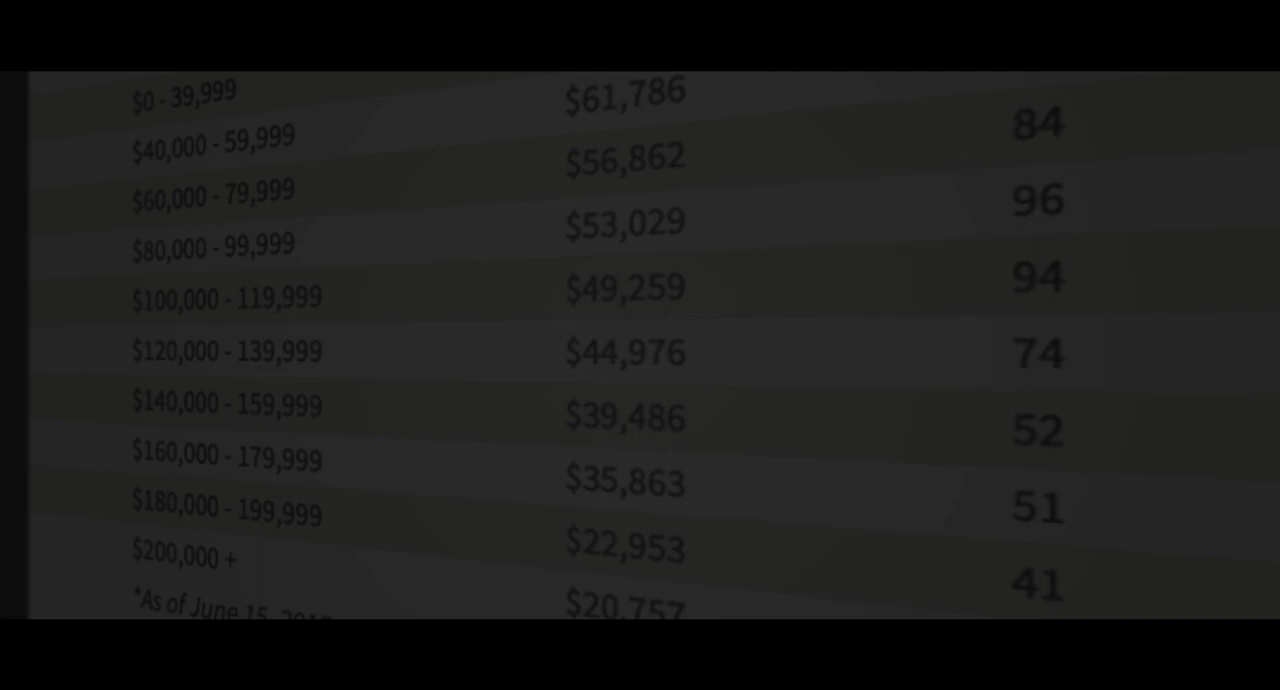 $0 - 39,999
$40,000 - 59,999 $61,786
$60,000 - 79,999 $56,862 84
$80,000 - 99,999 $53,029 96
$100,000 - 119,999 $49,259 94
$120,000 - 139,999 $44,976 74
$140,000 - 159,999 $39,486 52
$160,000 - 179,999 $35,863 51
$180,000 - 199,999 $22,953 41
$200,000 + $20,757
*As of June 15,